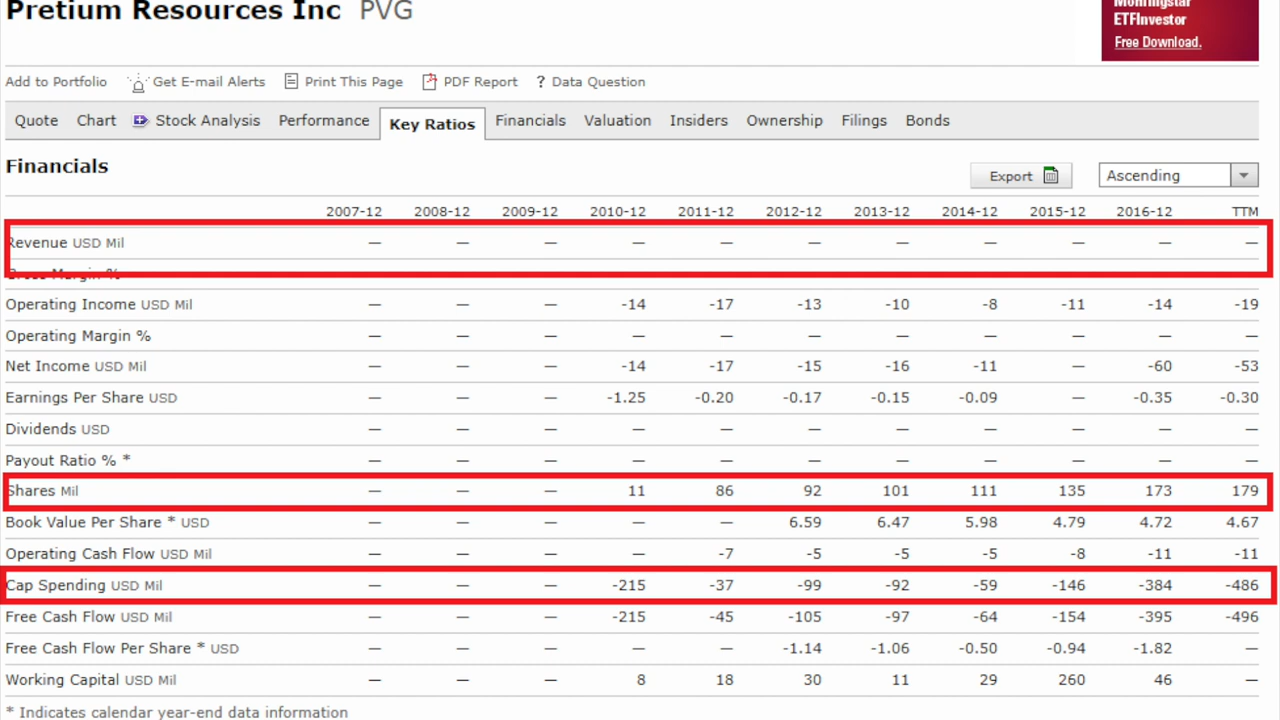 Pretium Resources Inc PVG
Morningstar
ETFInvestor
Free Download.
Add to Portfolio Get E-mail Alerts Print This Page PDF Report ? Data Question
Quote Chart Stock Analysis Performance Key Ratios Financials Valuation Insiders Ownership Filings Bonds
Financials
Export Ascending
2007-12 2008-12 2009-12 2010-12 2011-12 2012-12 2013-12 2014-12 2015-12 2016-12 TTM
Revenue USD Mil — — — — — — — — — — —
Gross Margin %
Operating Income USD Mil — — — -14 -17 -13 -10 -8 -11 -14 -19
Operating Margin % — — — — — — — — — — —
Net Income USD Mil — — — -14 -17 -15 -16 -11 — -60 -53
Earnings Per Share USD — — — -1.25 -0.20 -0.17 -0.15 -0.09 — -0.35 -0.30
Dividends USD — — — — — — — — — — —
Payout Ratio % * — — — — — — — — — — —
Shares Mil — — — 11 86 92 101 111 135 173 179
Book Value Per Share * USD — — — — — 6.59 6.47 5.98 4.79 4.72 4.67
Operating Cash Flow USD Mil — — — — -7 -5 -5 -5 -8 -11 -11
Cap Spending USD Mil — — — -215 -37 -99 -92 -59 -146 -384 -486
Free Cash Flow USD Mil — — — -215 -45 -105 -97 -64 -154 -395 -496
Free Cash Flow Per Share * USD — — — — — -1.14 -1.06 -0.50 -0.94 -1.82 —
Working Capital USD Mil — — — 8 18 30 11 29 260 46 —
* Indicates calendar year-end data information